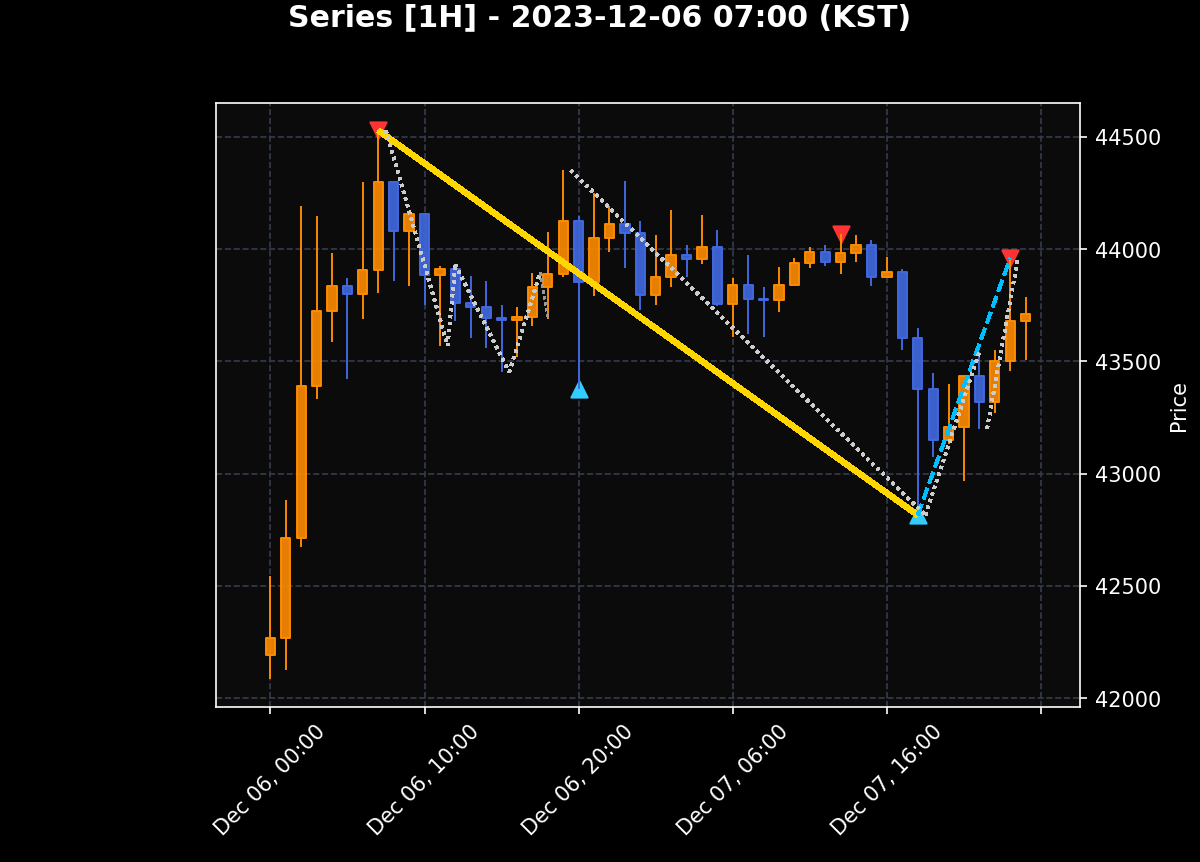 Series [1H] - 2023-12-06 07:00 (KST)
44500
44000
43500
43000
42500
42000
Price
Dec 06, 00:00
Dec 06, 10:00
Dec 06, 20:00
Dec 07, 06:00
Dec 07, 16:00